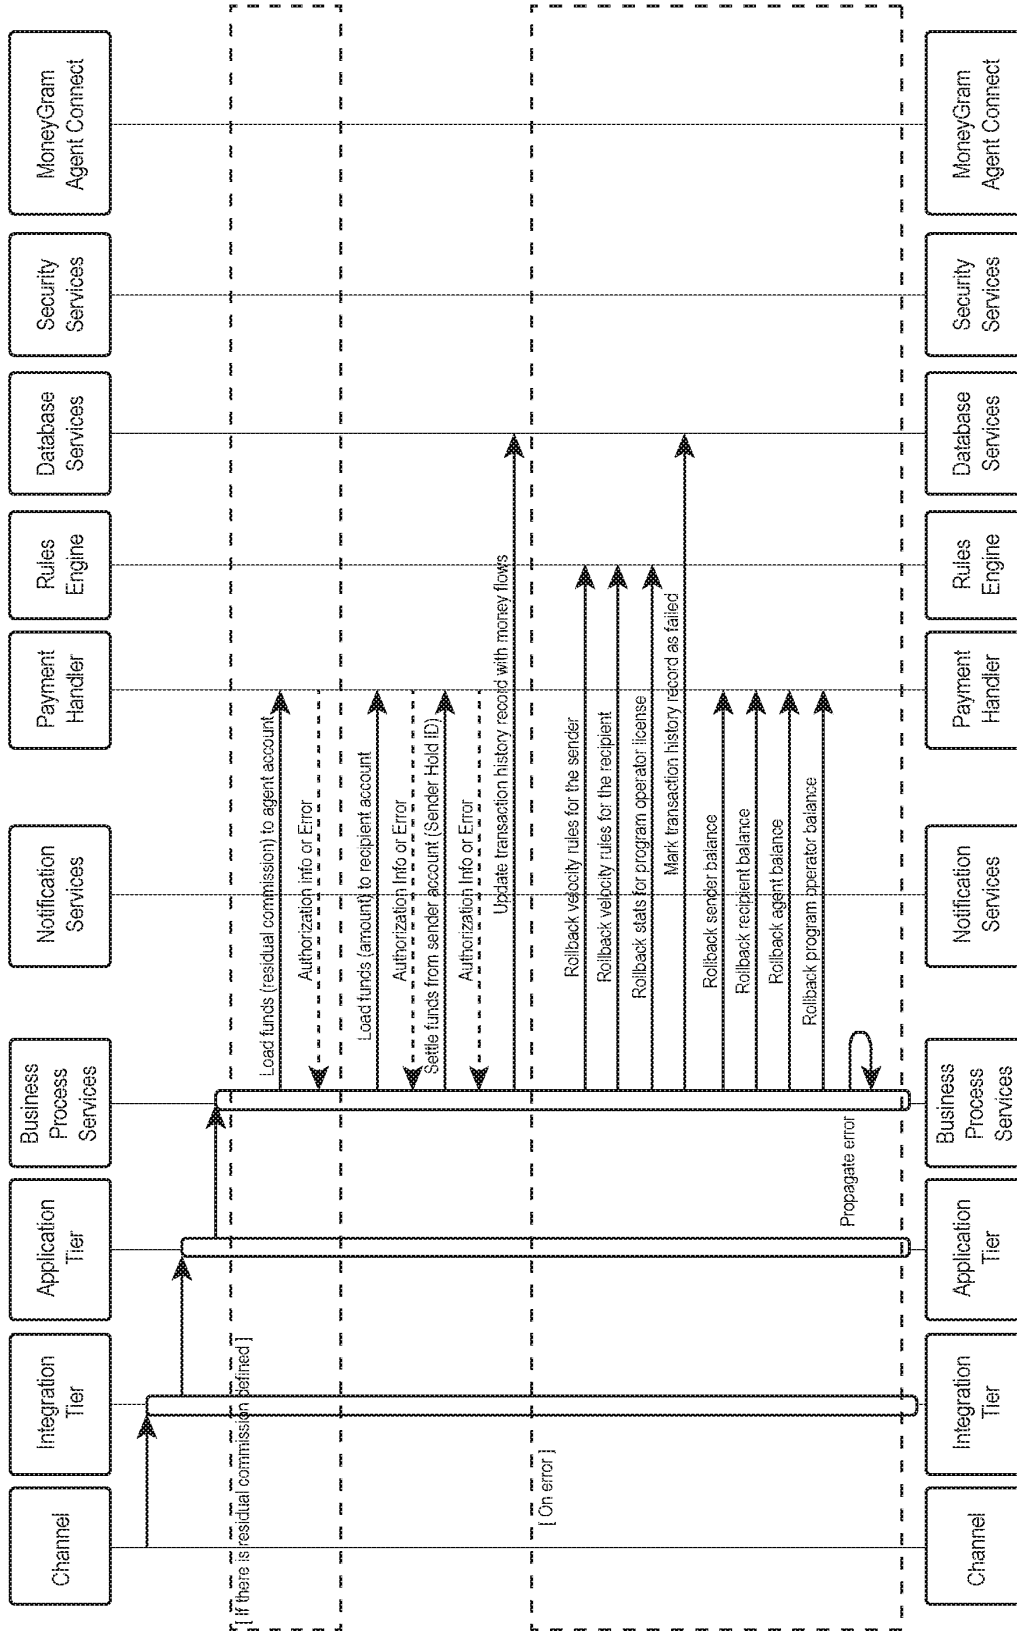 Channel
Integration
Tier
Application
Tier
Business
Process
Services
Notification
Services
Payment
Handler
Rules
Engine
Database
Services
Security
Services
MoneyGram
Agent Connect
[ If there is residual commission defined ]
Load funds (residual commission) to agent account
Authorization info or Error
Load funds (amount) to recipient account
Authorization Info or Error
Settle funds from sender account (Sender Hold ID)
Authorization Info or Error
Update transaction history record with money flows
[ On error ]
Rollback velocity rules for the sender
Rollback velocity rules for the recipient
Rollback stats for program operator license
Mark transaction history record as failed
Rollback sender balance
Rollback recipient balance
Rollback agent balance
Rollback program operator balance
Propagate error
Channel
Integration
Tier
Application
Tier
Business
Process
Services
Notification
Services
Payment
Handler
Rules
Engine
Database
Services
Security
Services
MoneyGram
Agent Connect